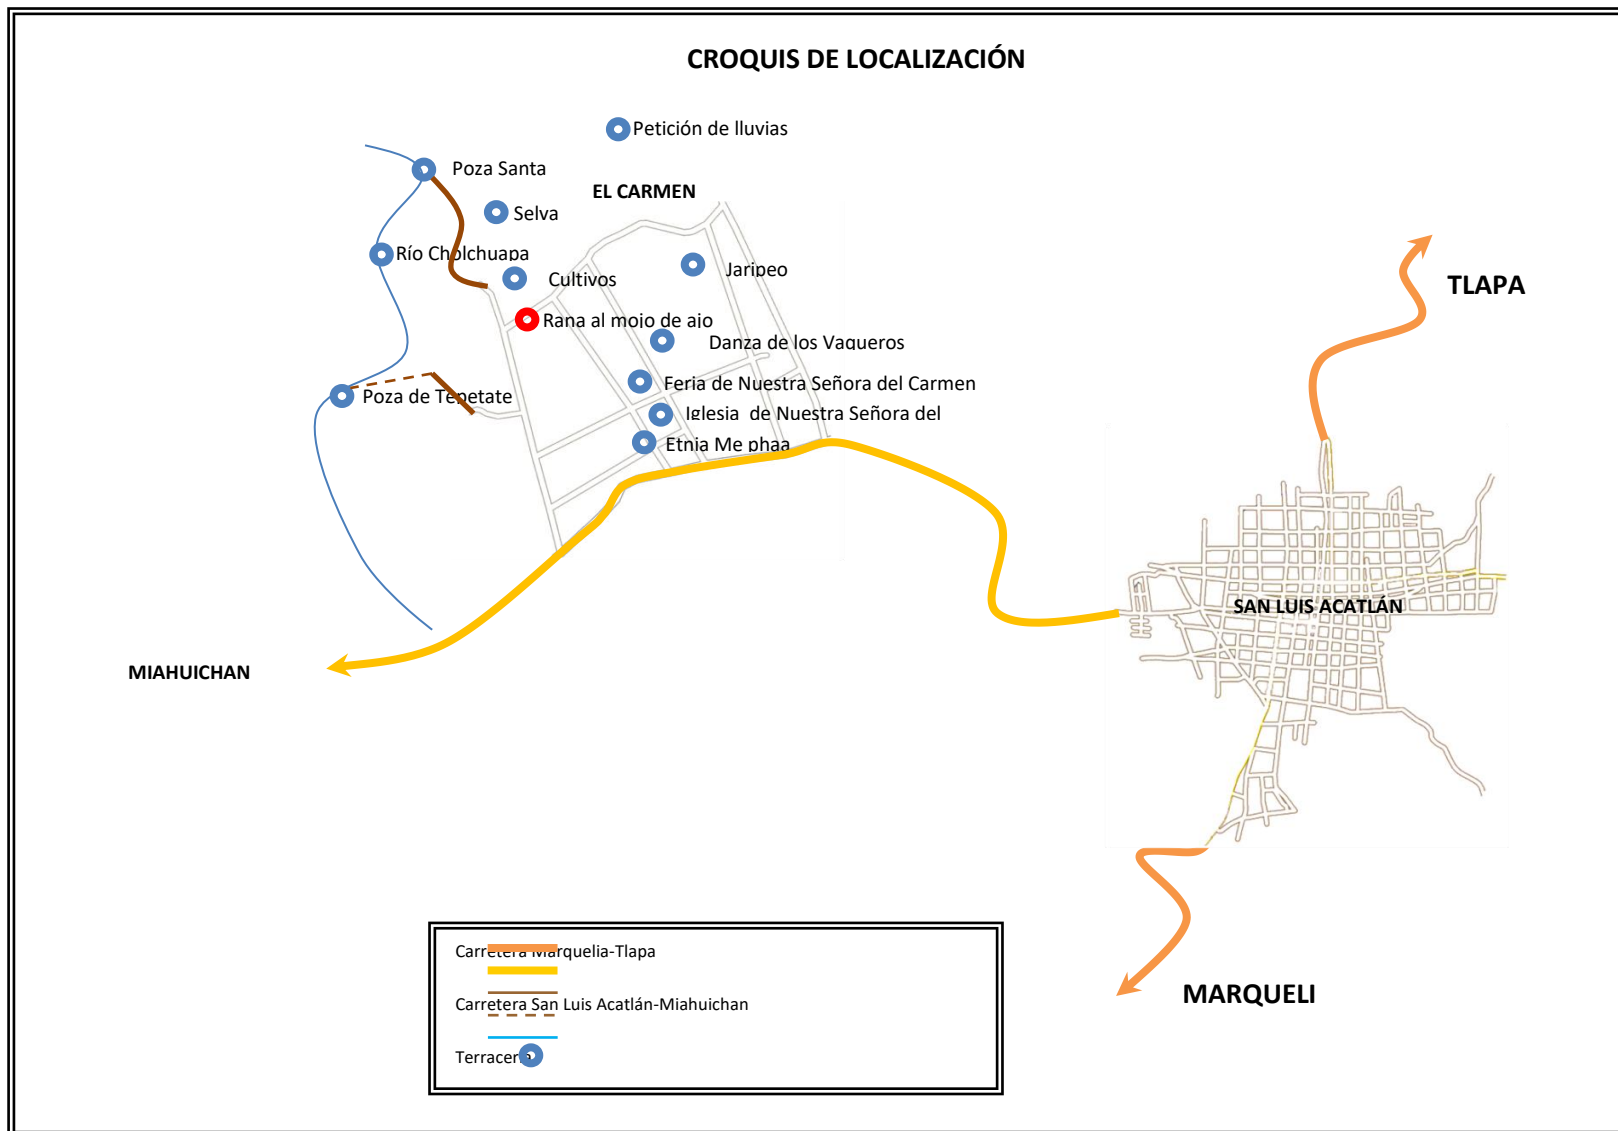 CROQUIS DE LOCALIZACIÓN
Petición de lluvias
Poza Santa
EL CARMEN
Selva
Río Cholchuapa
Jaripeo
Cultivos
TLAPA
Rana al mojo de ajo
Danza de los Vaqueros
Feria de Nuestra Señora del Carmen
Poza de Tepetate
Iglesia de Nuestra Señora del
Etnia Me phaa
SAN LUIS ACATLÁN
MIAHUICHAN
Carretera Marquelia-Tlapa
MARQUELI
Carretera San Luis Acatlán-Miahuichan
Terracería